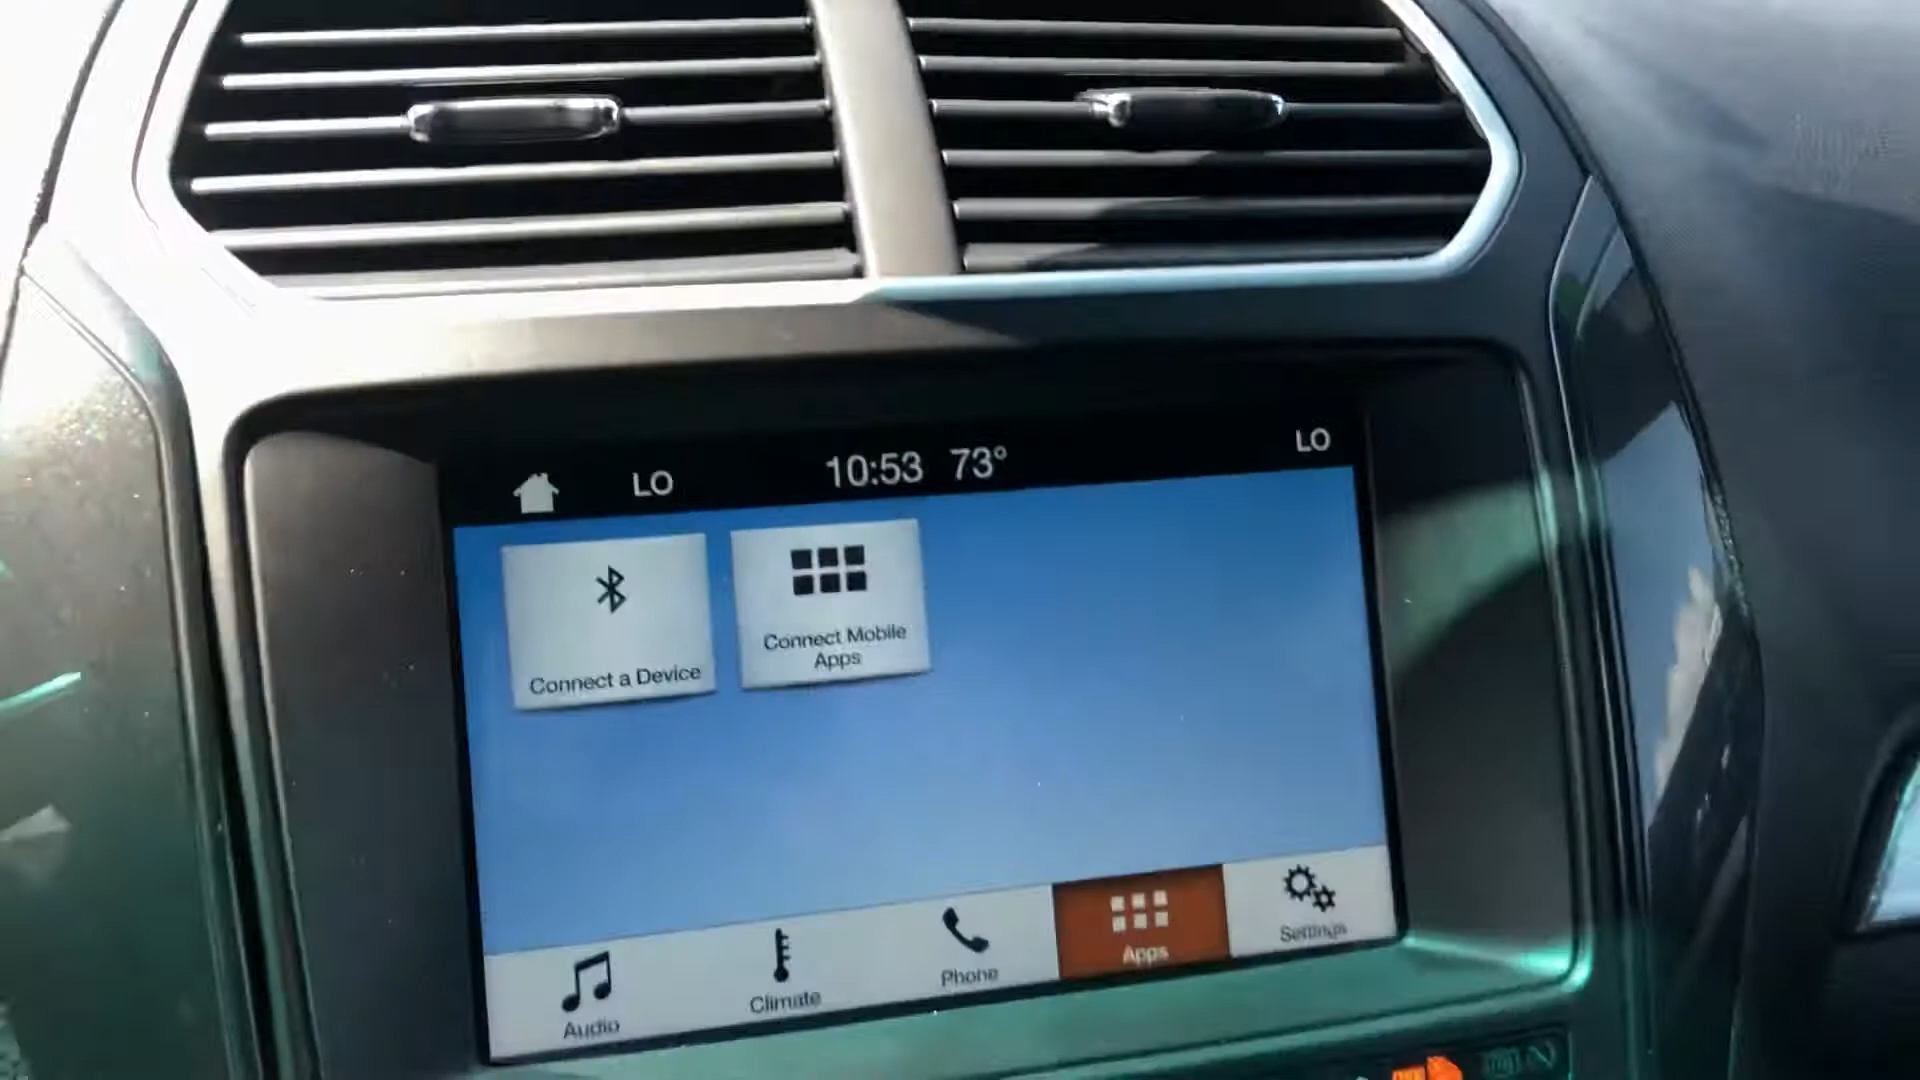 LO
10:53 73°
LO
Connect a Device
Connect Mobile
Apps
Audio
Climate
Phone
Apps
Settings